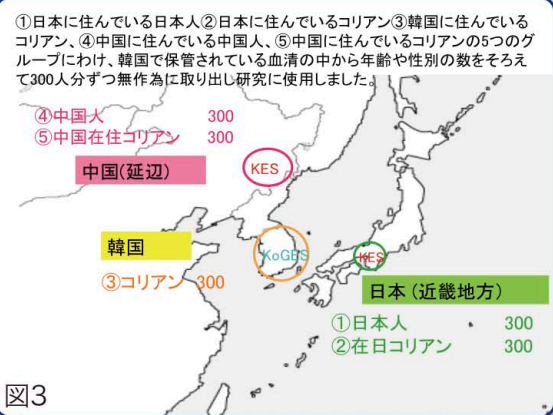 ①日本に住んでいる日本人②日本に住んでいるコリアン③韓国に住んでいる
コリアン、④中国に住んでいる中国人、⑤中国に住んでいるコリアンの5つのグ
ループにわけ、韓国で保管されている血清の中から年齢や性別の数をそろえ
て300人分ずつ無作為に取り出し研究に使用しました。
④中国人 300
⑤中国在住コリアン 300
中国(延辺)
KES
韓国
KoGES
KES
③コリアン 300
日本（近畿地方）
①日本人 300
②在日コリアン 300
図3